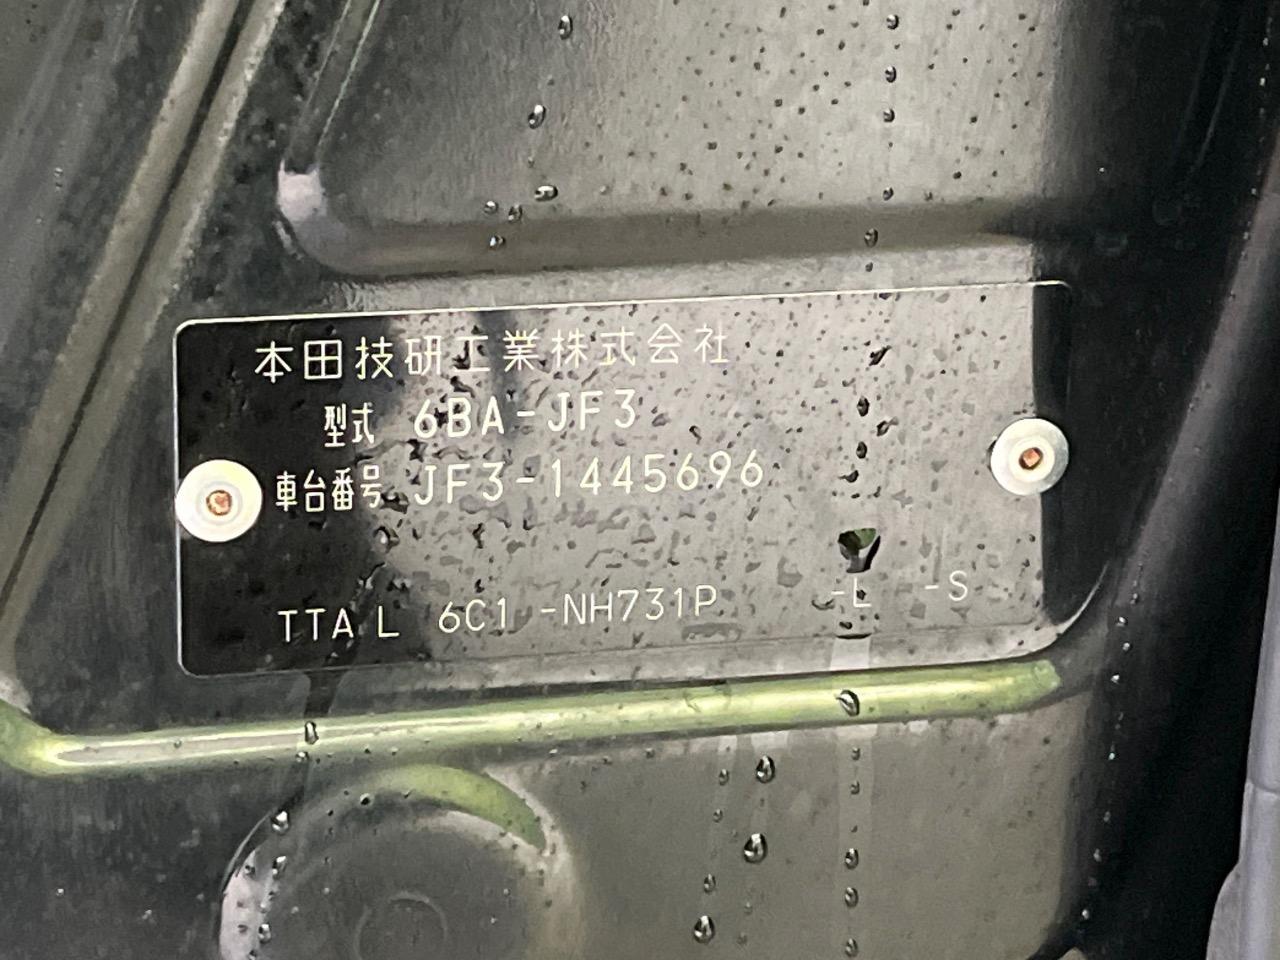 本田技研工業株式会社
型式 6BA-JF3
車台番号 JF3-1445696
TTA L 6C1 -NH731P -L -S